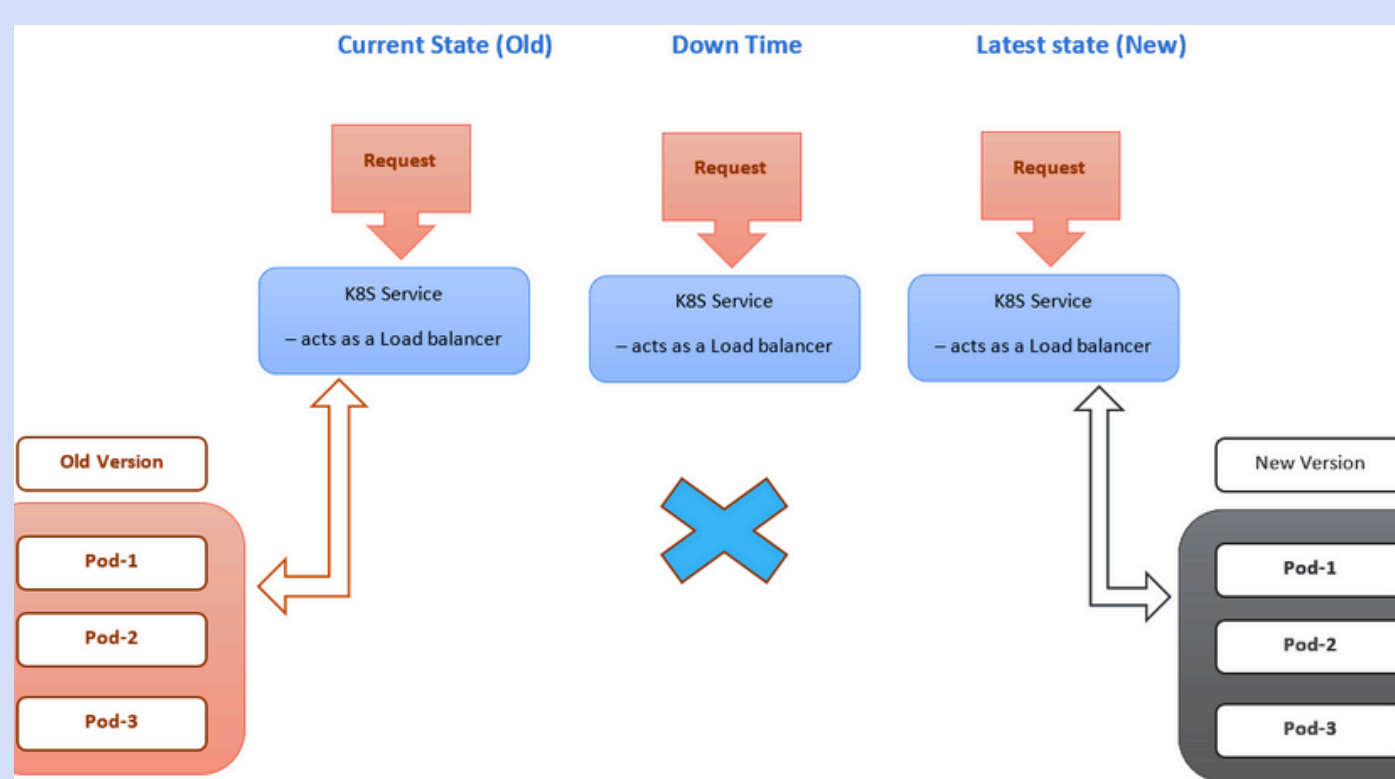 Current State (Old)
Down Time
Latest state (New)
Request
Request
Request
K8S Service
– acts as a Load balancer
K8S Service
– acts as a Load balancer
K8S Service
– acts as a Load balancer
Old Version
Pod-1
Pod-2
Pod-3
New Version
Pod-1
Pod-2
Pod-3